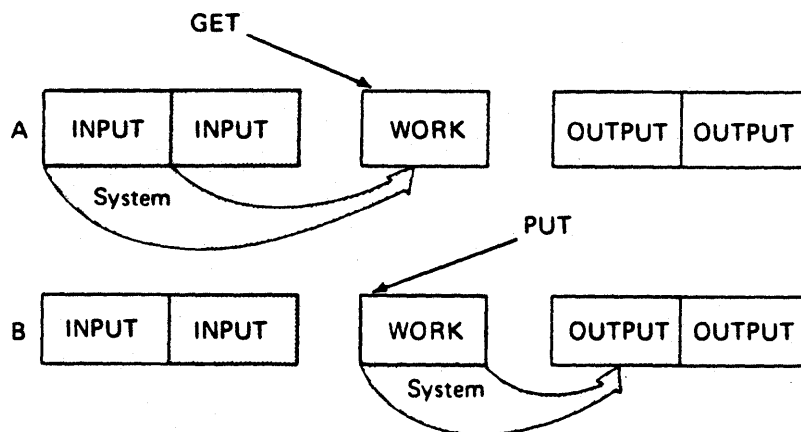 GET
A INPUT INPUT WORK OUTPUT OUTPUT
System
PUT
B INPUT INPUT WORK OUTPUT OUTPUT
System